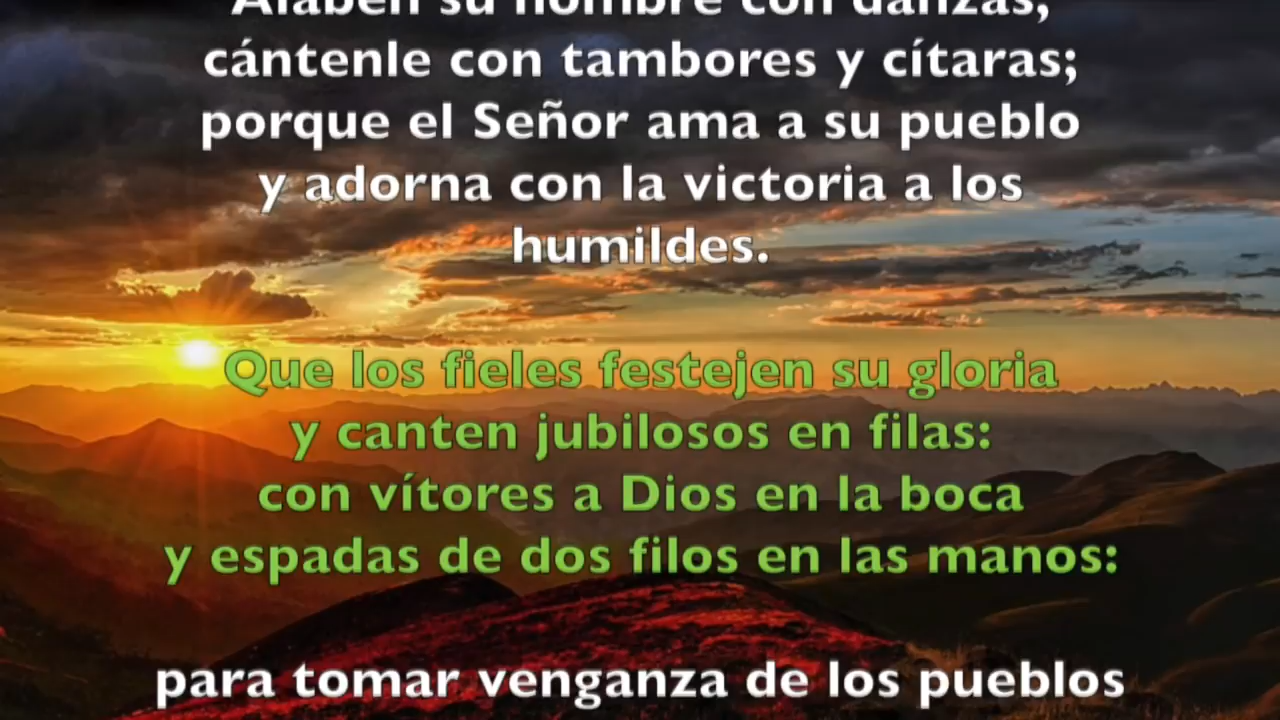 Alaben su nombre con danzas,
cántenle con tambores y cítaras;
porque el Señor ama a su pueblo
y adorna con la victoria a los
humildes.
Que los fieles festejen su gloria
y canten jubilosos en filas:
con vítores a Dios en la boca
y espadas de dos filos en las manos:
para tomar venganza de los pueblos